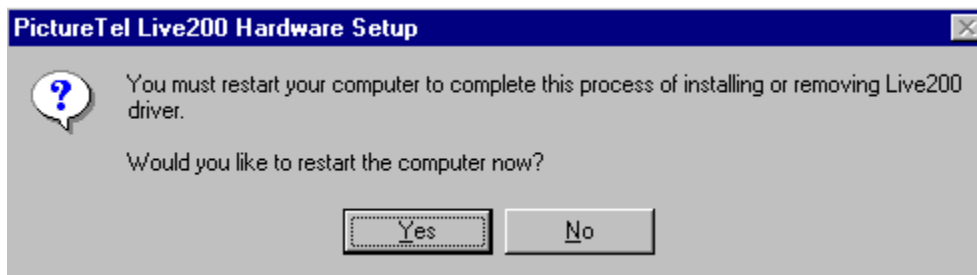 PictureTel Live200 Hardware Setup
You must restart your computer to complete this process of installing or removing Live200
driver.
Would you like to restart the computer now?
Yes
No